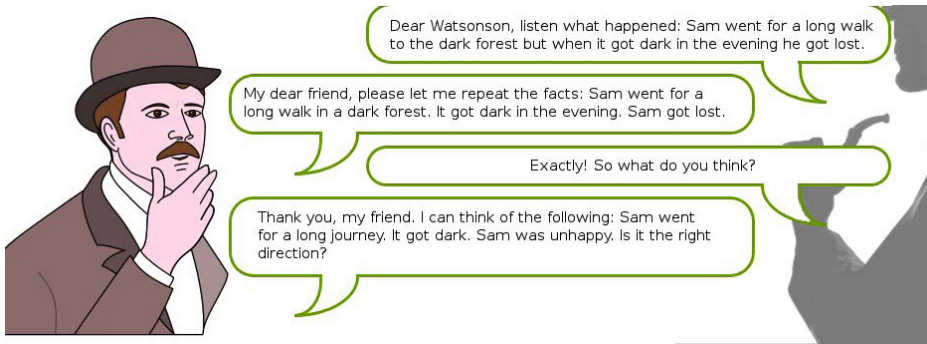 Dear Watsonson, listen what happened: Sam went for a long walk
to the dark forest but when it got dark in the evening he got lost.
My dear friend, please let me repeat the facts: Sam went for a
long walk in a dark forest. It got dark in the evening. Sam got lost.
Exactly! So what do you think?
Thank you, my friend. I can think of the following: Sam went
for a long journey. It got dark. Sam was unhappy. Is it the right
direction?